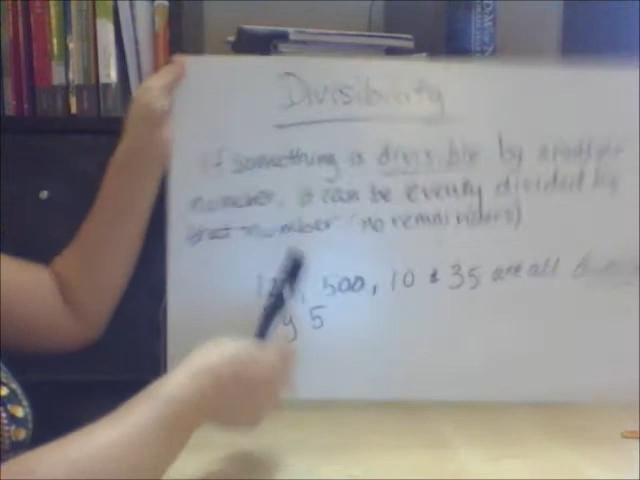 Divisibility
If something is divisible by another
number, it can be evenly divided by
that number (no remainders)
500, 10 & 35 are all
5